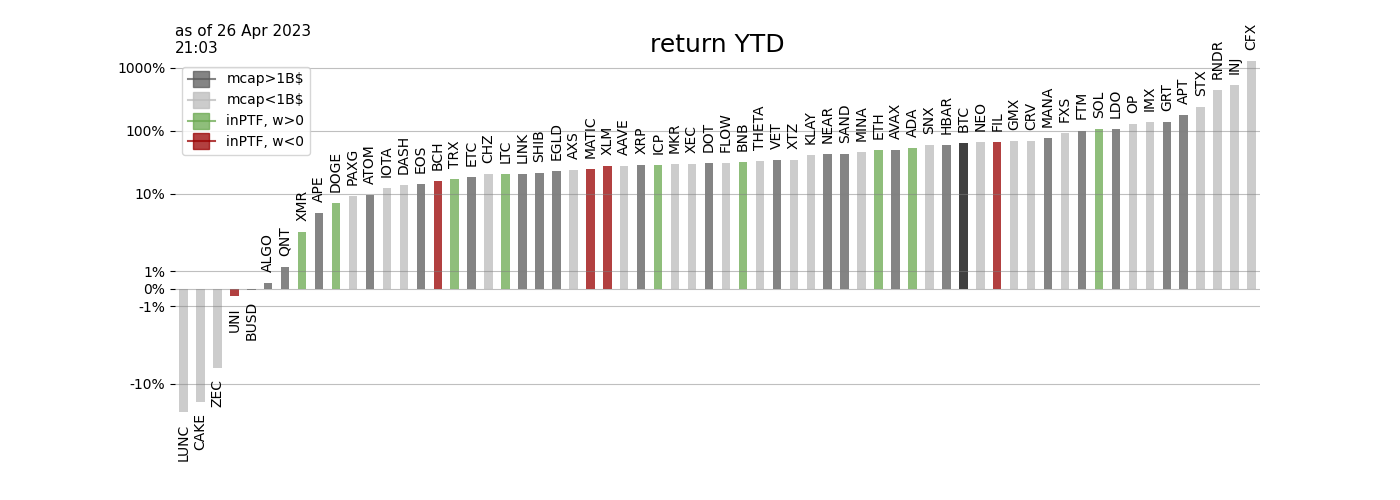 as of 26 Apr 2023
21:03
return YTD
mcap>1B$
mcap<1B$
inPTF, w>0
inPTF, w<0
1000%
100%
10%
1%
0%
-1%
-10%
LUNC
CAKE
ZEC
UNI
BUSD
ALGO
QNT
XMR
APE
DOGE
PAXG
ATOM
IOTA
DASH
EOS
BCH
TRX
ETC
CHZ
LTC
LINK
SHIB
EGLD
AXS
MATIC
XLM
AAVE
XRP
ICP
MKR
XEC
DOT
FLOW
BNB
THETA
VET
XTZ
KLAY
NEAR
SAND
MINA
ETH
AVAX
ADA
SNX
HBAR
BTC
NEO
FIL
GMX
CRV
MANA
FXS
FTM
SOL
LDO
OP
IMX
GRT
APT
STX
RNDR
INJ
CFX